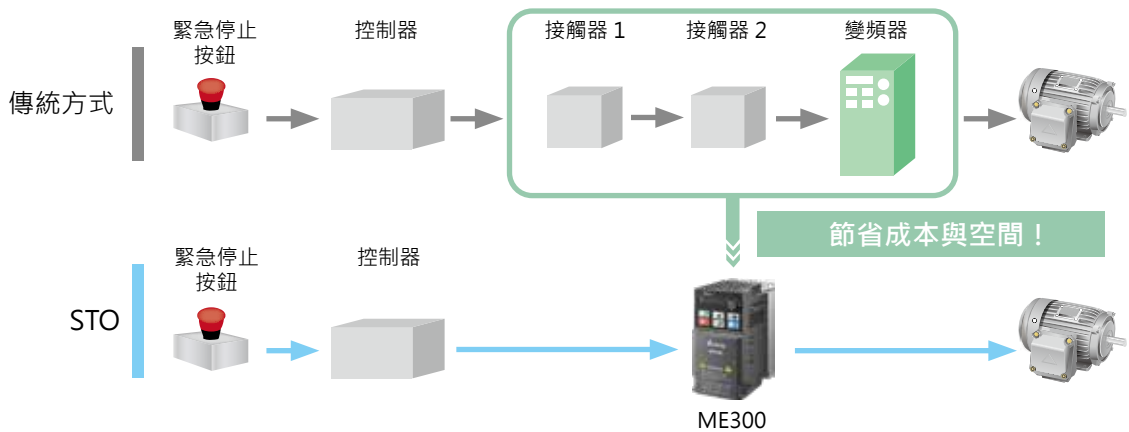 緊急停止
按鈕
控制器
接觸器 1
接觸器 2
變頻器
傳統方式
節省成本與空間！
緊急停止
按鈕
控制器
STO
ME300